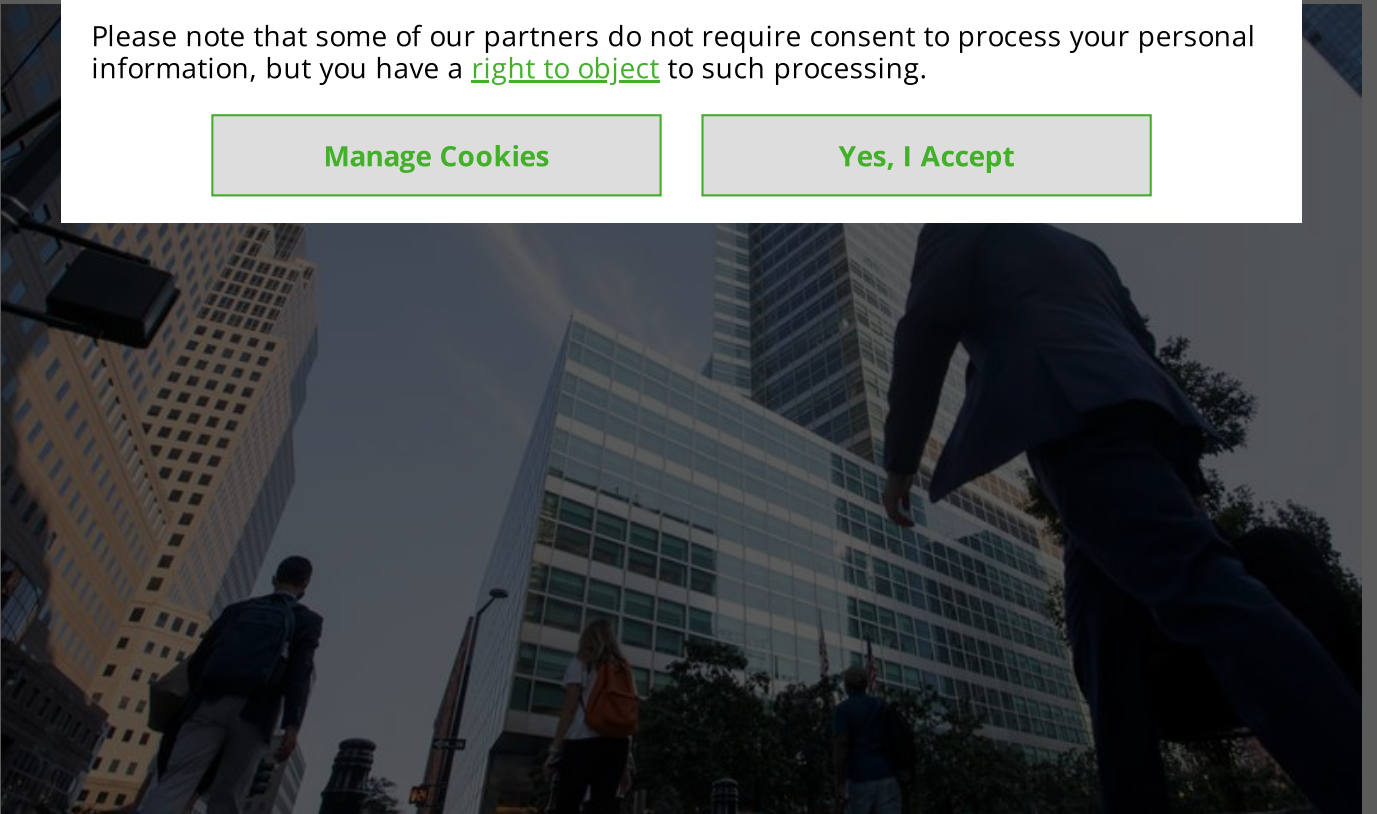 Please note that some of our partners do not require consent to process your personal
information, but you have a right to object to such processing.
Manage Cookies
Yes, I Accept